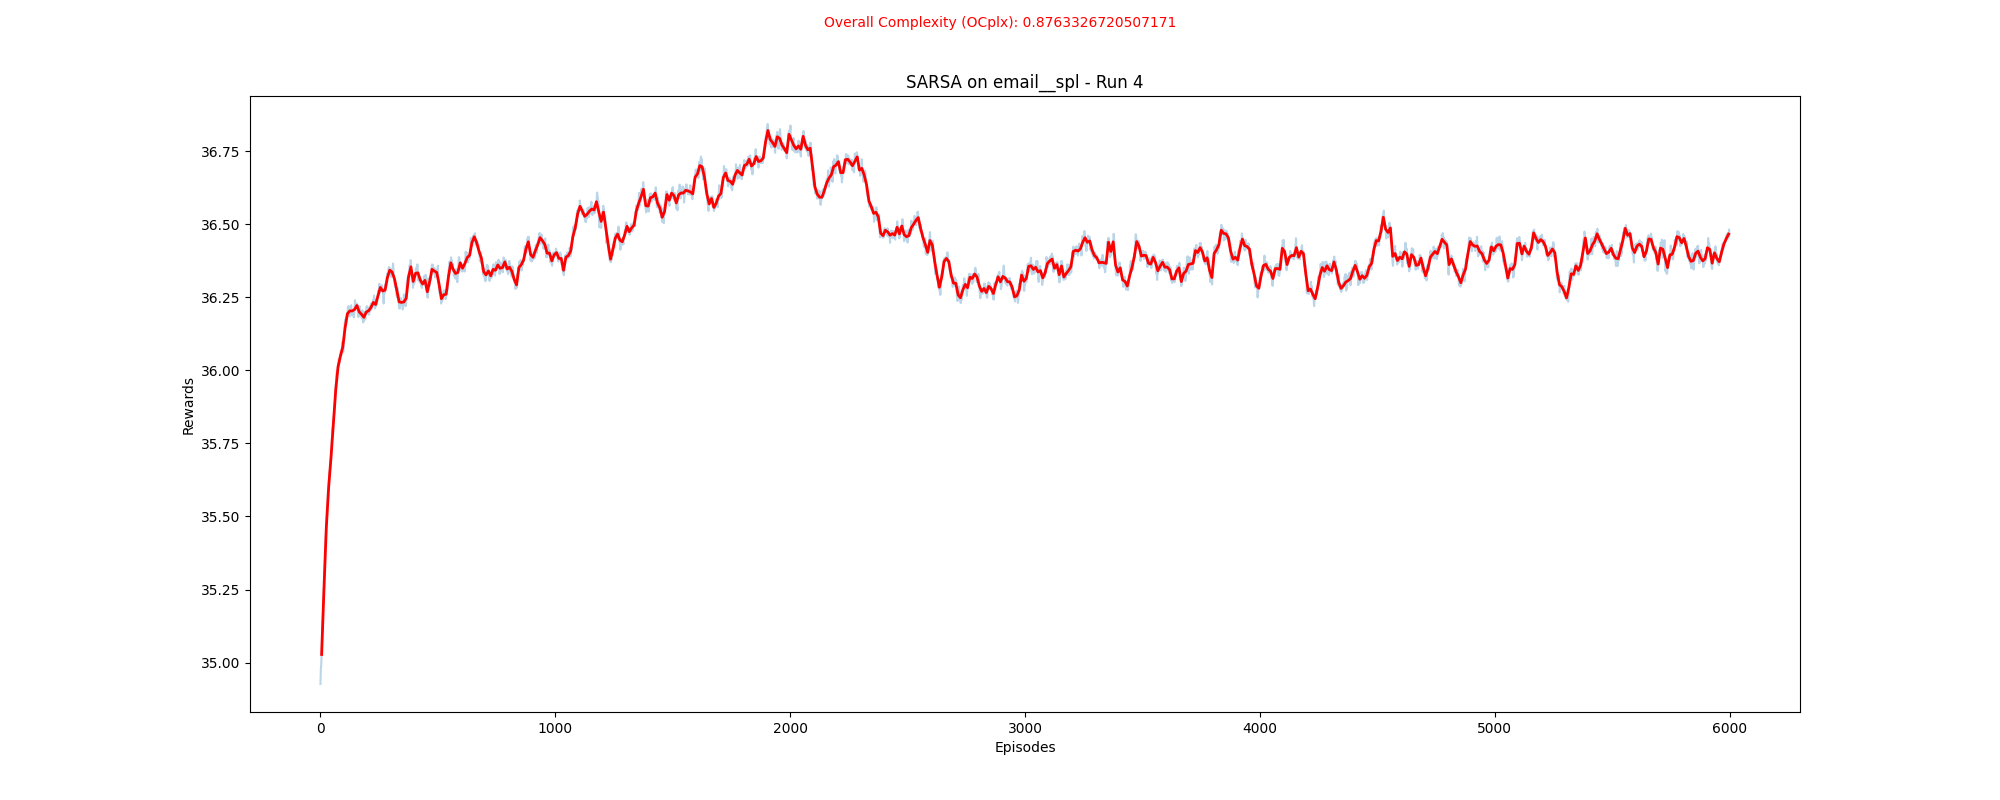 Overall Complexity (OCplx): 0.8763326720507171
SARSA on email__spl - Run 4
36.75
36.50
36.25
36.00
35.75
35.50
35.25
35.00
Rewards
0 1000 2000 3000 4000 5000 6000
Episodes